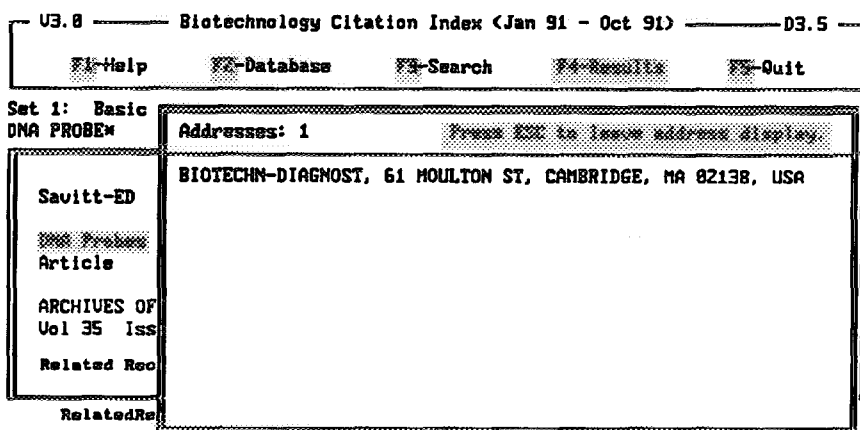 V3.0 Biotechnology Citation Index (Jan 91 - Oct 91) D3.5
F1-Help F2-Database F3-Search F4-Results F5-Quit
Set 1: Basic
DNA PROBE*
Addresses: 1 Press ESC to leave address display.
BIOTECHN-DIAGNOST, 61 MOULTON ST, CAMBRIDGE, MA 02138, USA
Savitt-ED
DNA Probes
Article
ARCHIVES OF
Vol 35 Iss
Related Rec
RelatedRe